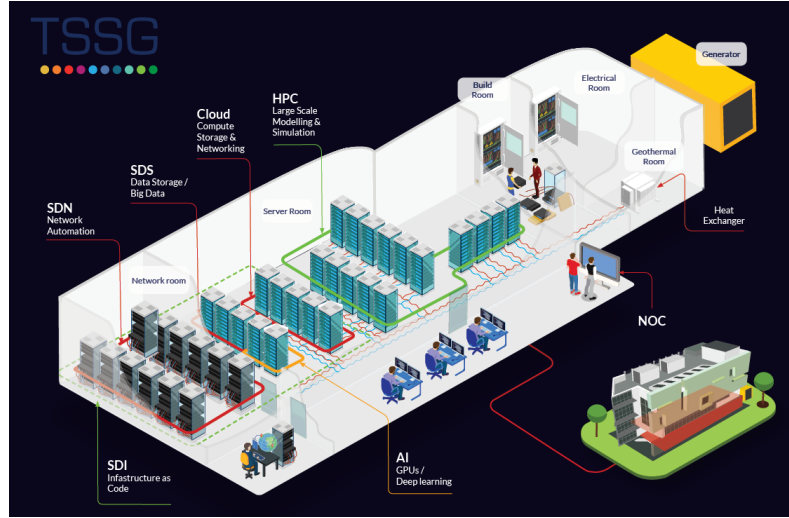 TSSG
Generator
Electrical
Room
Build
Room
HPC
Large Scale
Modelling &
Simulation
Cloud
Compute
Storage &
Networking
Geothermal
Room
SDS
Data Storage /
Big Data
SDN
Network
Automation
Server Room
Heat
Exchanger
Network room
NOC
AI
GPUs /
Deep learning
SDI
Infastructure as
Code